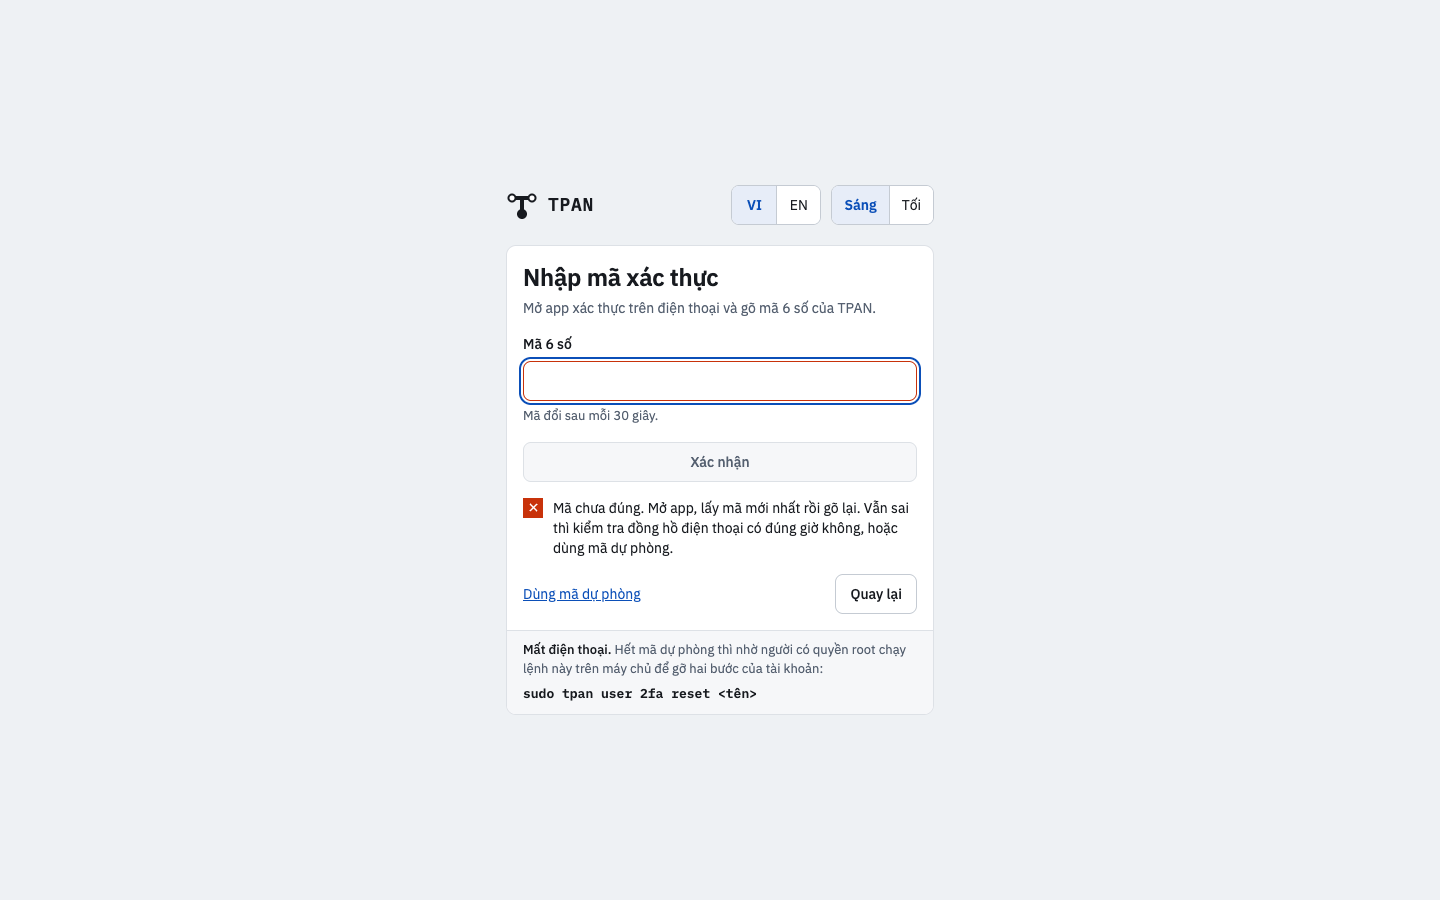 TPAN
VI
EN
Sáng
Tối
Nhập mã xác thực
Mở app xác thực trên điện thoại và gõ mã 6 số của TPAN.
Mã 6 số
Mã đổi sau mỗi 30 giây.
Xác nhận
Mã chưa đúng. Mở app, lấy mã mới nhất rồi gõ lại. Vẫn sai
thì kiểm tra đồng hồ điện thoại có đúng giờ không, hoặc
dùng mã dự phòng.
Dùng mã dự phòng
Quay lại
Mất điện thoại. Hết mã dự phòng thì nhờ người có quyền root chạy
lệnh này trên máy chủ để gỡ hai bước của tài khoản:
sudo tpan user 2fa reset <tên>